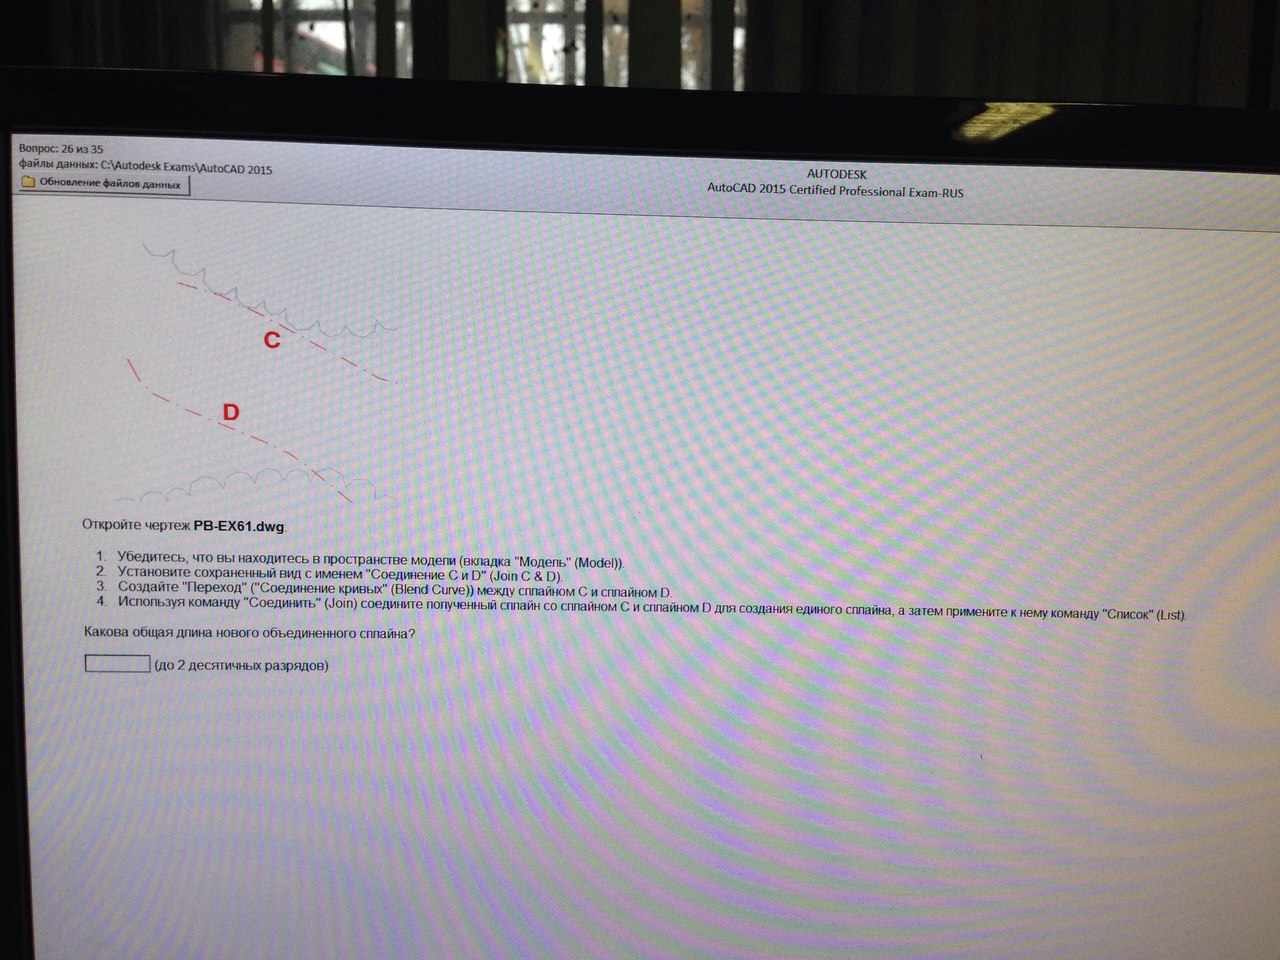 Вопрос: 26 из 35
файлы данных: C:\Autodesk Exams\AutoCAD 2015
Обновление файлов данных
AUTODESK
AutoCAD 2015 Certified Professional Exam-RUS
C
D
Откройте чертеж PB-EX61.dwg.
1. Убедитесь, что вы находитесь в пространстве модели (вкладка "Модель" (Model)).
2. Установите сохраненный вид с именем "Соединение C и D" (Join C & D).
3. Создайте "Переход" ("Соединение кривых" (Blend Curve)) между сплайном C и сплайном D.
4. Используя команду "Соединить" (Join) соедините полученный сплайн со сплайном C и сплайном D для создания единого сплайна, а затем примените к нему команду "Список" (List).
Какова общая длина нового объединенного сплайна?
(до 2 десятичных разрядов)